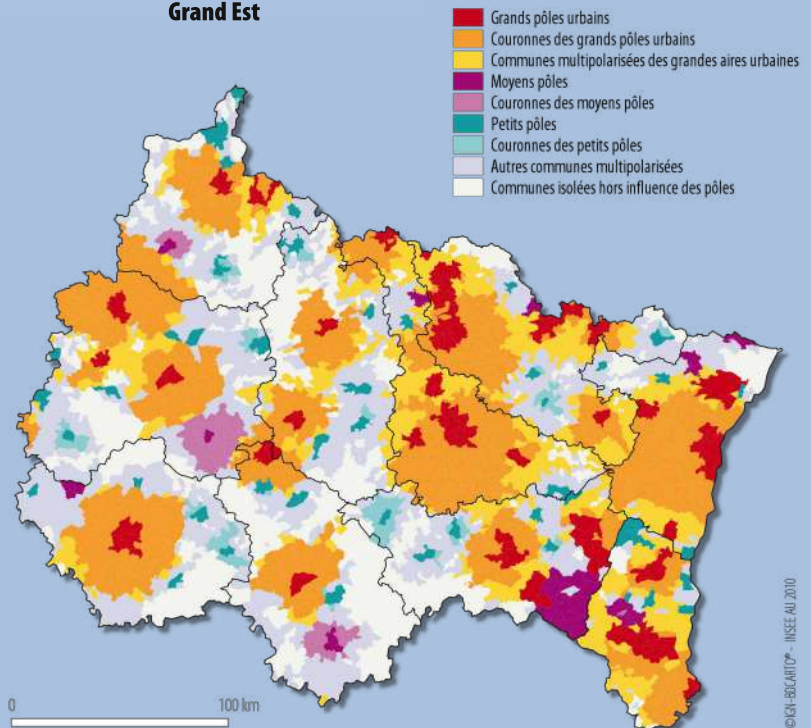 Grand Est
Grands pôles urbains
Couronnes des grands pôles urbains
Communes multipolarisées des grandes aires urbaines
Moyens pôles
Couronnes des moyens pôles
Petits pôles
Couronnes des petits pôles
Autres communes multipolarisées
Communes isolées hors influence des pôles
0
100 km
©IGN-BDCARTO® - INSEE AU 2010